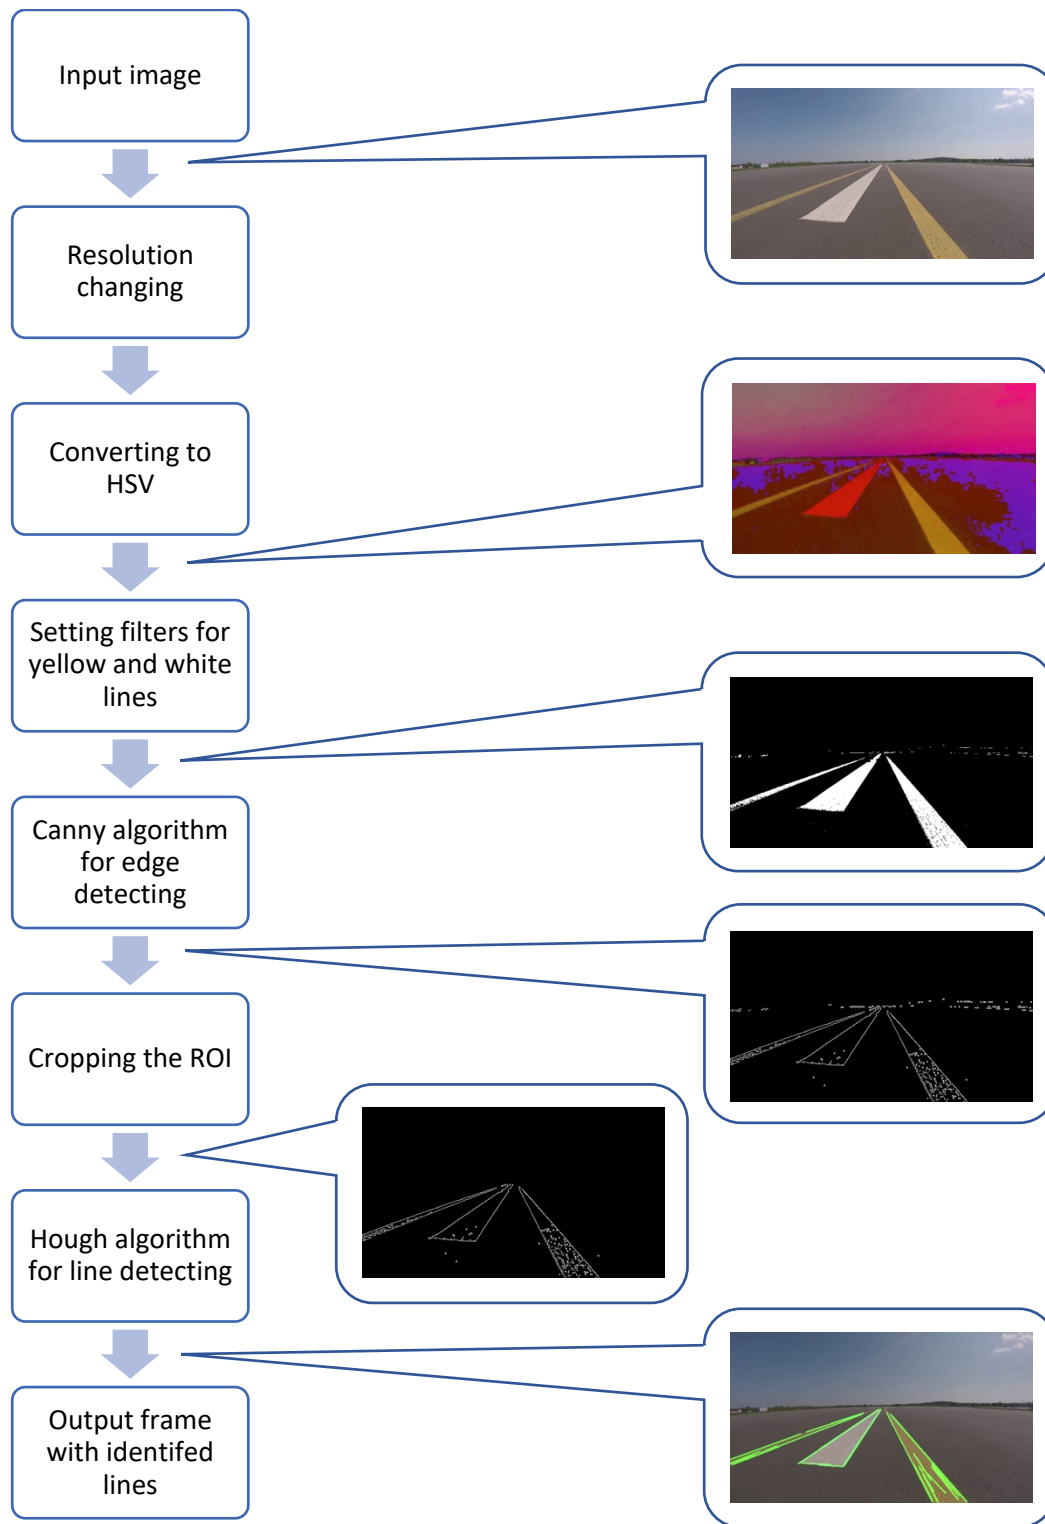 Input image
Resolution
changing
Converting to
HSV
Setting filters for
yellow and white
lines
Canny algorithm
for edge
detecting
Cropping the ROI
Hough algorithm
for line detecting
Output frame
with identifed
lines